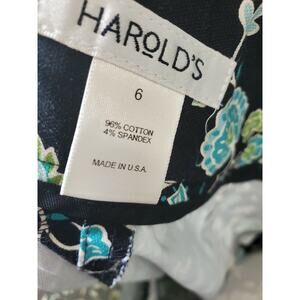 HAROLD'S
6
96% COTTON
4% SPANDEX
MADE IN U.S.A.